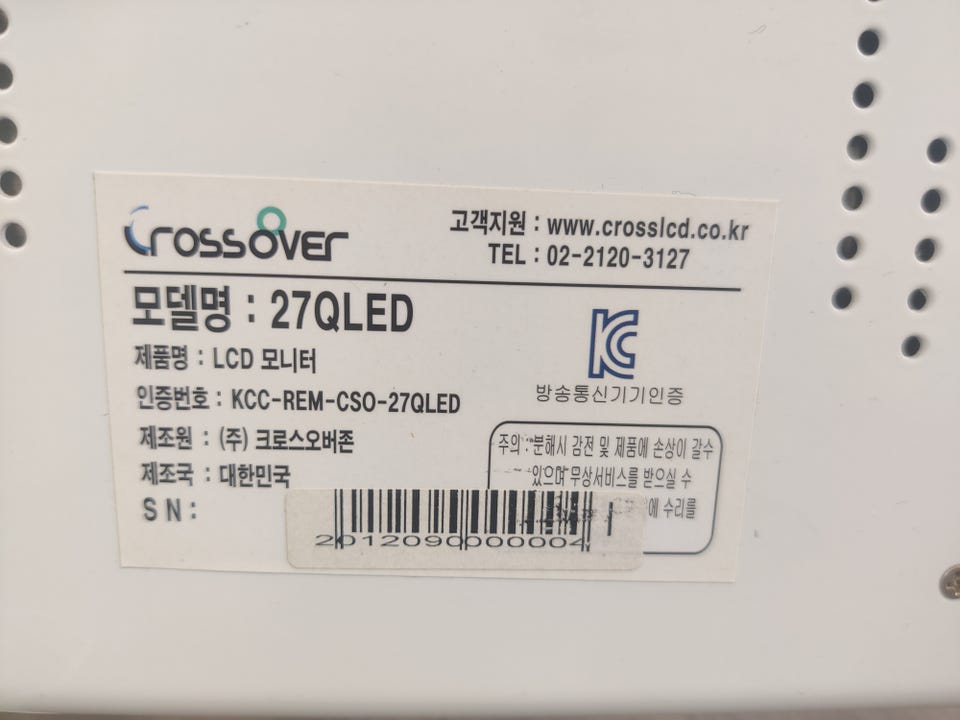 CrossOver
고객지원 : www.crosslcd.co.kr
TEL : 02-2120-3127
모델명 : 27QLED
제품명 : LCD 모니터
인증번호 : KCC-REM-CSO-27QLED
제조원 : (주) 크로스오버존
제조국 : 대한민국
SN :
KC
방송통신기기인증
주의 : 분해시 감전 및 제품에 손상이 갈수
있으며 무상서비스를 받으실 수
에 수리를
2012090000004